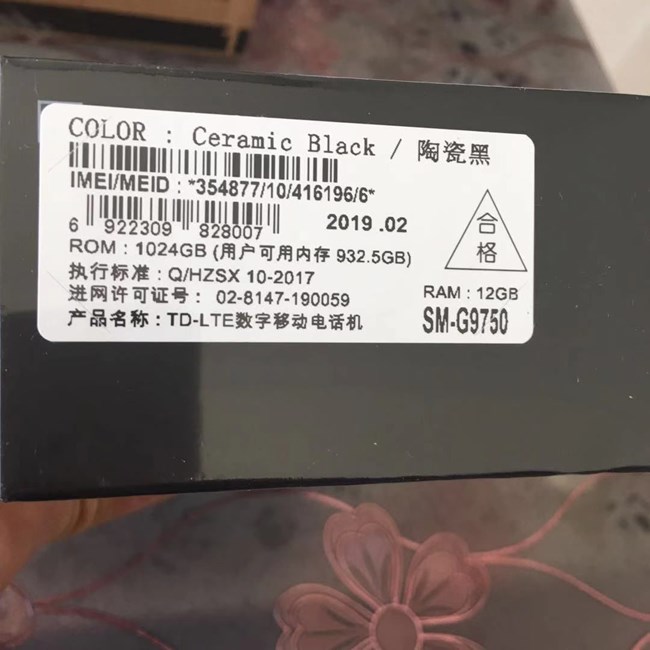 COLOR : Ceramic Black / 陶瓷黑
IMEI/MEID : *354877/10/416196/6*
6 922309 828007
2019 .02
合格
ROM : 1024GB (用户可用内存 932.5GB)
执行标准 : Q/HZSX 10-2017
进网许可证号 : 02-8147-190059
RAM : 12GB
产品名称 : TD-LTE数字移动电话机
SM-G9750